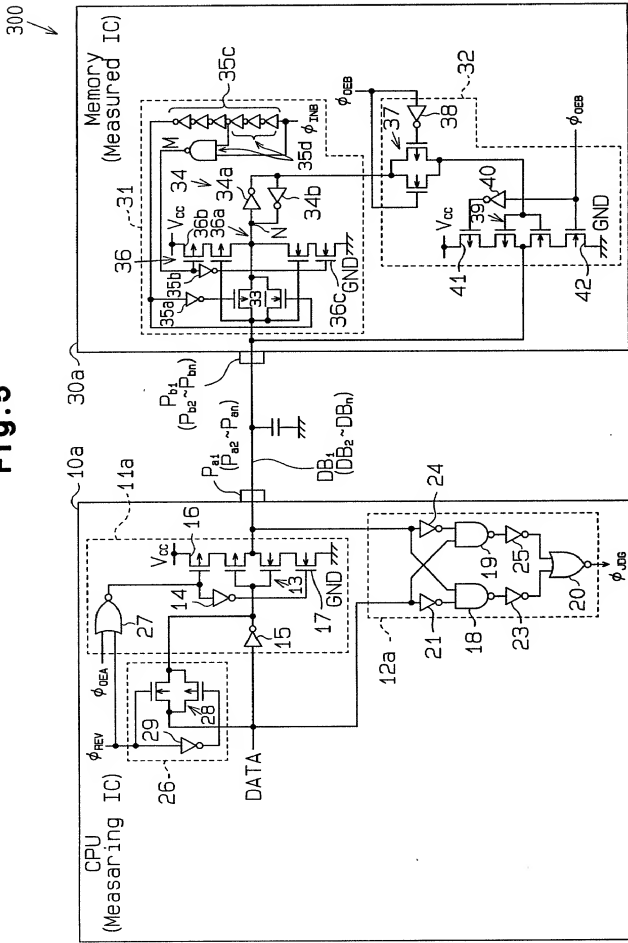 Fig.5
300
CPU
(Measaring IC)
10a
11a
φREV
φOEA
27
VCC
16
14
13
17
GND
15
29
28
26
DATA
12a
21
24
18
19
23
25
20
φJDG
Pa1
(Pa2~Pan)
DB1
(DB2~DBn)
Pb1
(Pb2~Pbn)
30a
Memory
(Measured IC)
31
36
VCC
36b
36a
35a
35b
33
36c
GND
M
35c
35d
φINB
34
34a
34b
N
φOEB
37
38
32
VCC
41
39
40
42
GND
φOEB